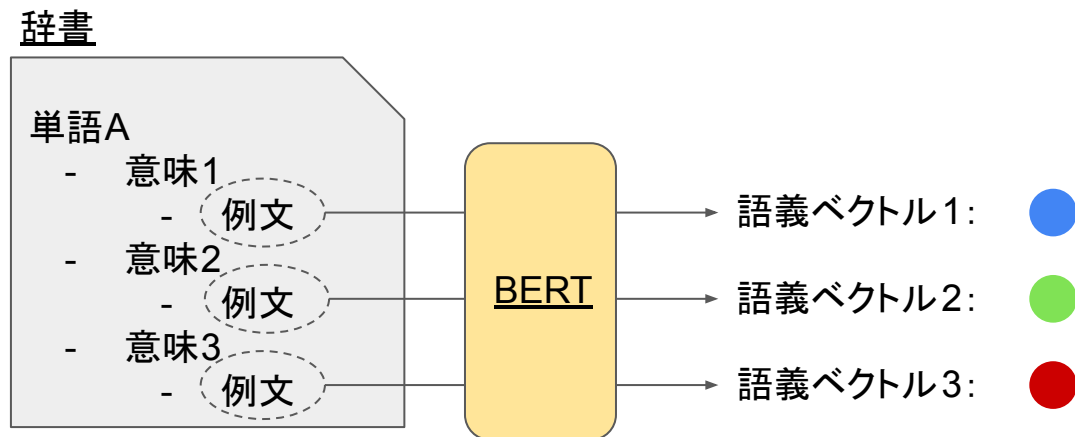 辞書
単語A
- 意味1
- 例文
- 意味2
- 例文
- 意味3
- 例文
BERT
語義ベクトル1:
語義ベクトル2:
語義ベクトル3: